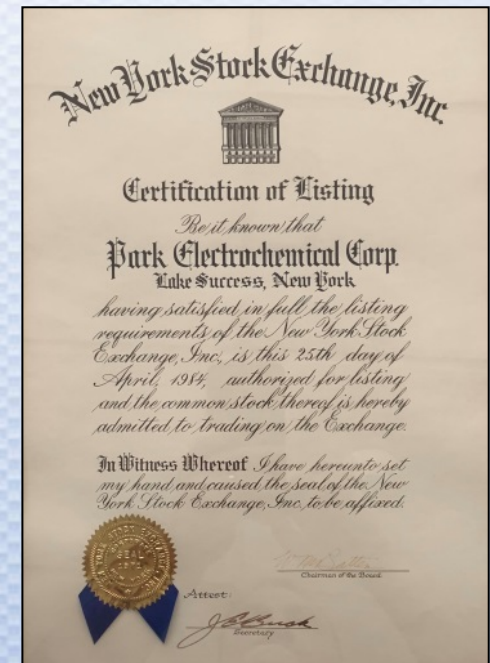 New York Stock Exchange, Inc.
Certification of Listing
Be it known that
Park Electrochemical Corp.
Lake Success, New York
having satisfied in full the listing
requirements of the New York Stock
Exchange, Inc., is this 25th day of
April, 1984, authorized for listing
and the common stock thereof is hereby
admitted to trading on the Exchange.
In Witness Whereof I have hereunto set
my hand and caused the seal of the New
York Stock Exchange, Inc. to be affixed.
Chairman of the Board
Attest:
Secretary